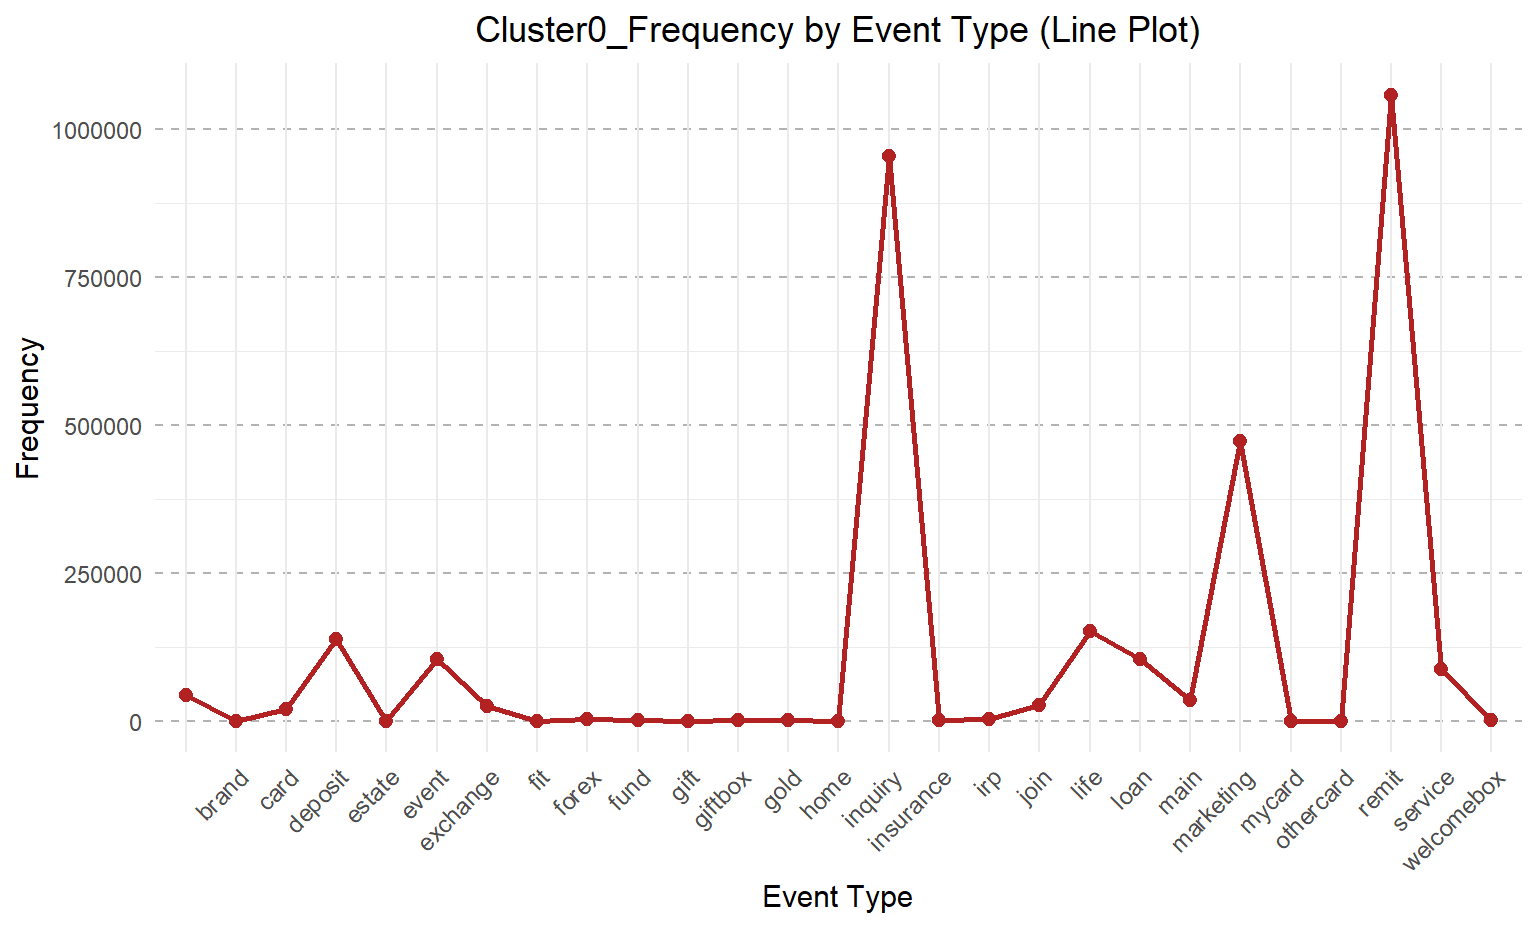 Cluster0_Frequency by Event Type (Line Plot)
Frequency
1000000
750000
500000
250000
0
brand
card
deposit
estate
event
exchange
fit
forex
fund
gift
giftbox
gold
home
inquiry
insurance
irp
join
life
loan
main
marketing
mycard
othercard
remit
service
welcomebox
Event Type